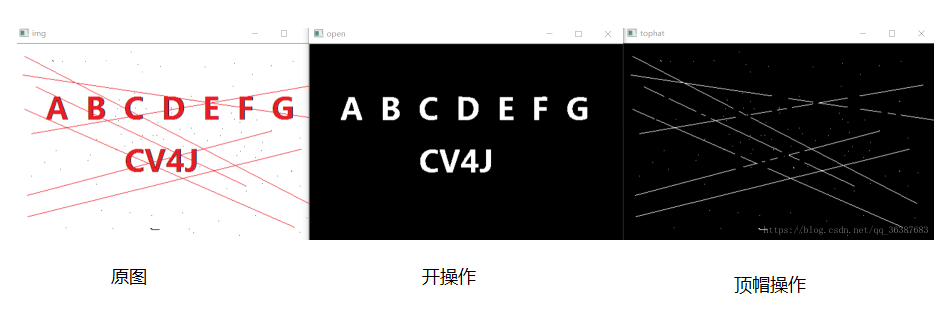 img
open
tophat
A B C D E F G
CV4J
A B C D E F G
CV4J
https://blog.csdn.net/qq_36387683
原图
开操作
顶帽操作